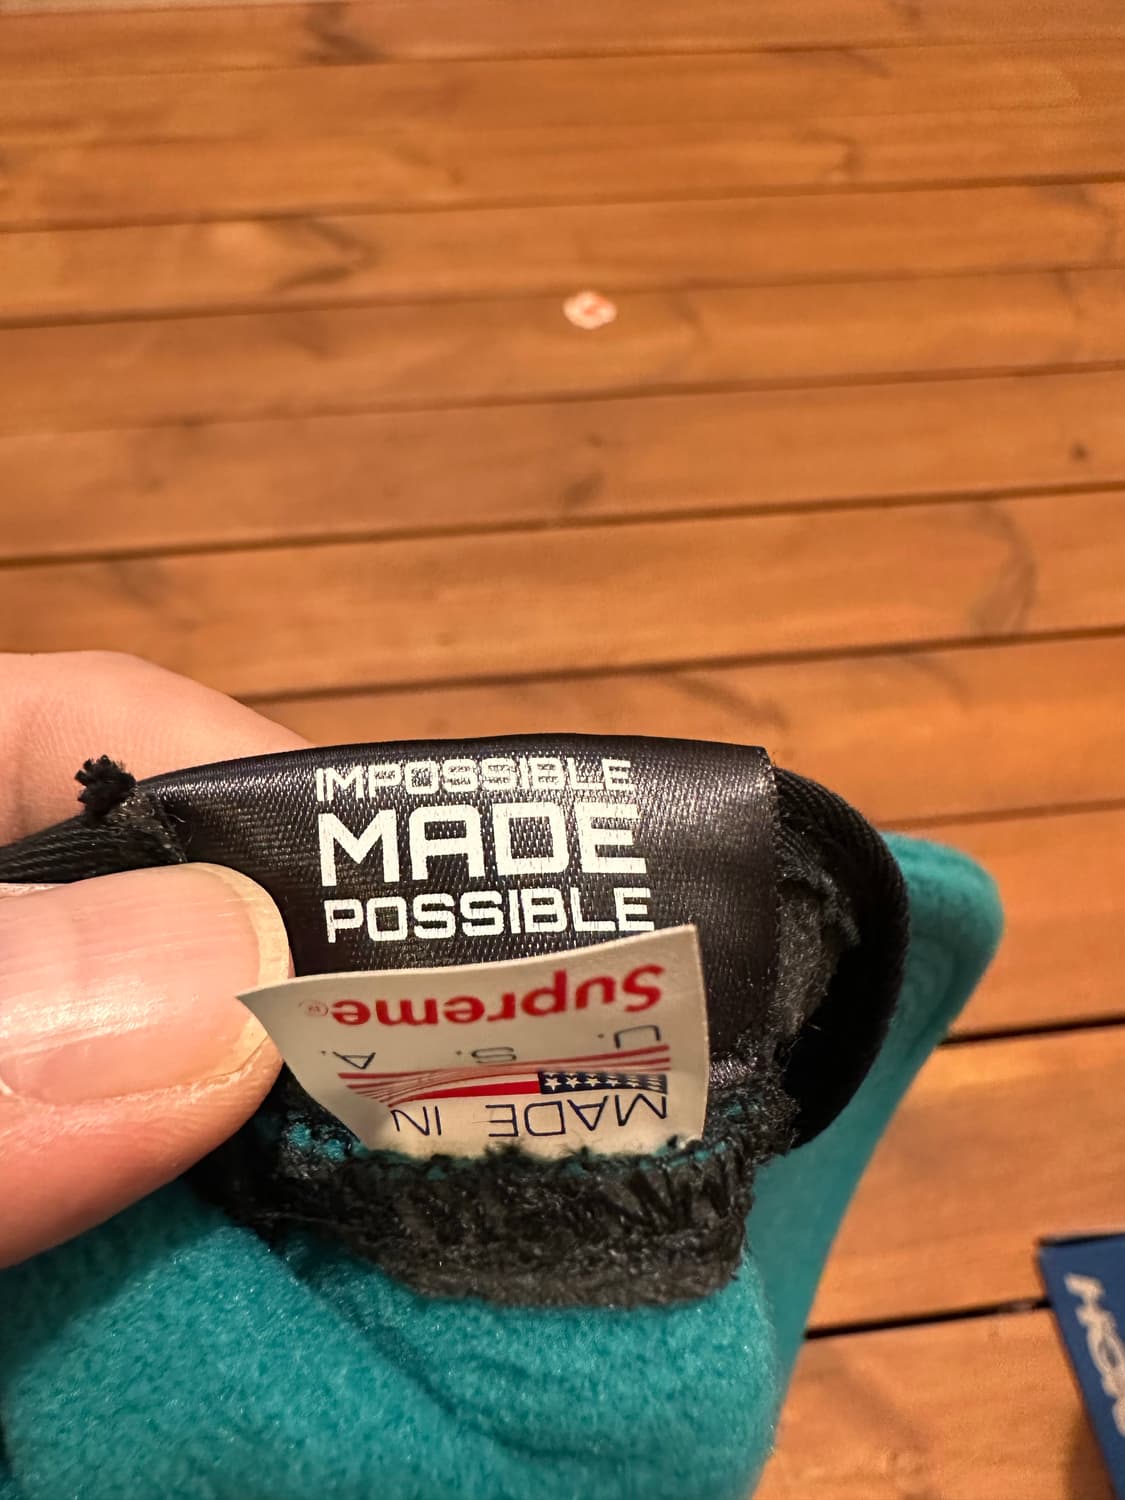 IMPOSSIBLE
MADE
POSSIBLE
MADE IN
U. S. A.
Supreme®